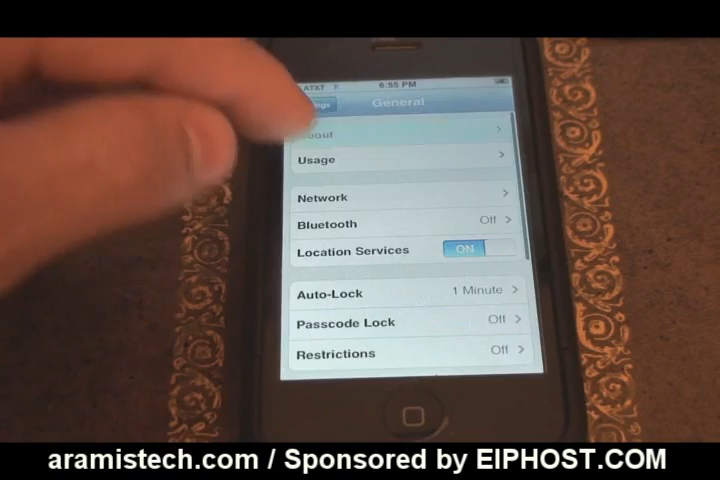 AT&T 6:55 PM
General
About
Usage
Network
Bluetooth Off
Location Services ON
Auto-Lock 1 Minute
Passcode Lock Off
Restrictions Off
aramistech.com / Sponsored by EIPHOST.COM